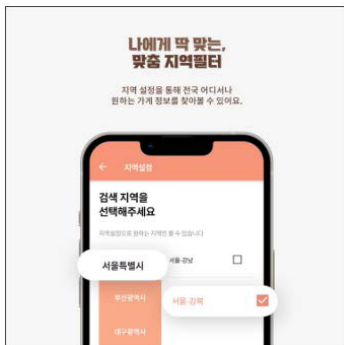 나에게 딱 맞는,
맞춤 지역필터
지역 설정을 통해 전국 어디서나
원하는 가게 정보를 찾아볼 수 있어요.
← 지역설정
검색 지역을
선택해주세요
지역설정으로 원하는 지역만 볼 수 있습니다
서울특별시
서울-강남
부산광역시
서울-강북
대구광역시